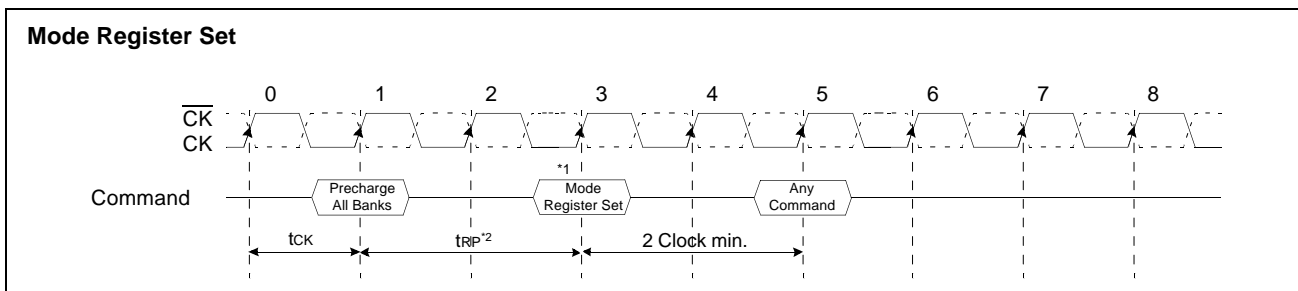 Mode Register Set
0 1 2 3 4 5 6 7 8
CK
CK
*1
Command
Precharge
All Banks
Mode
Register Set
Any
Command
tCK
tRP*2
2 Clock min.